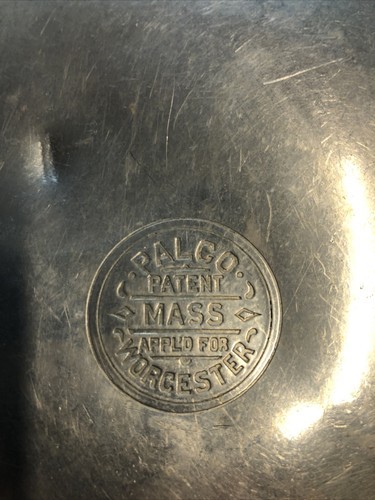 PALCO
PATENT
MASS
APPL'D FOR
WORCESTER